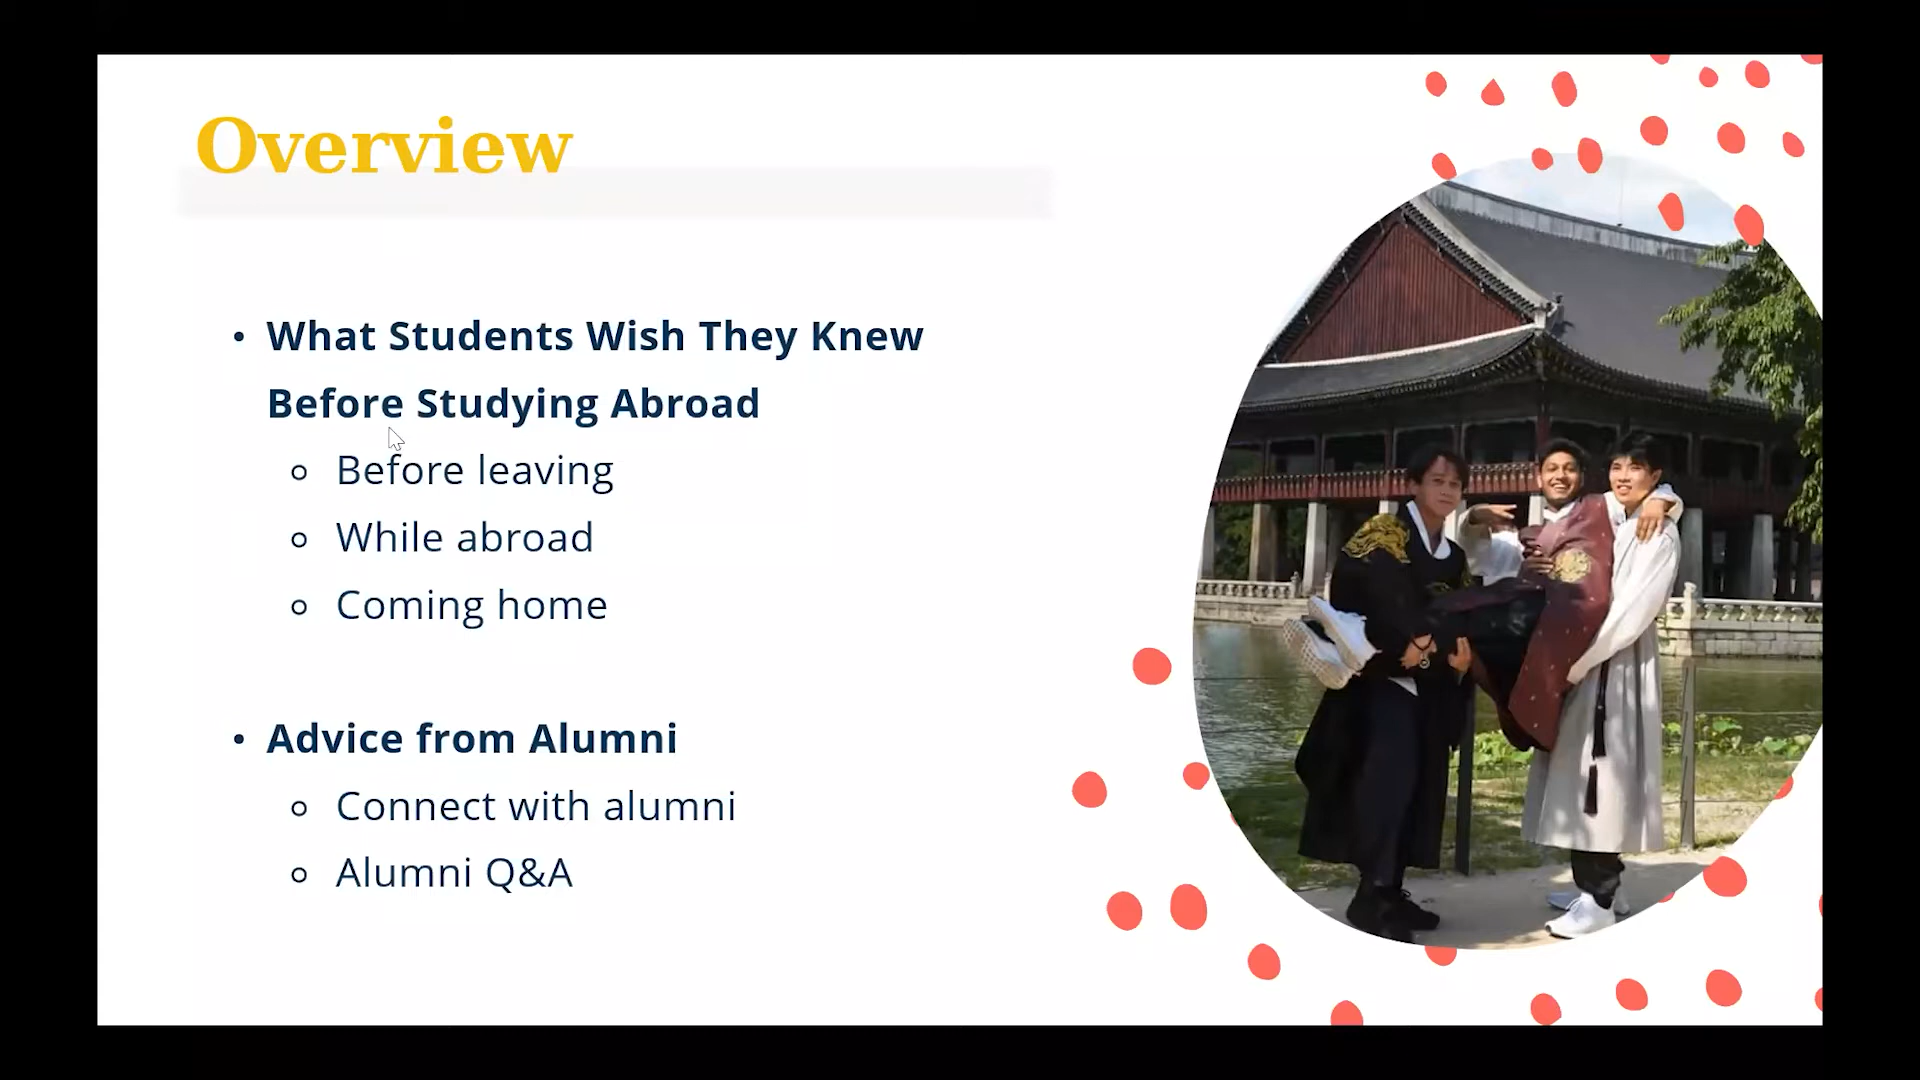 Overview
• What Students Wish They Knew
Before Studying Abroad
○ Before leaving
○ While abroad
○ Coming home
• Advice from Alumni
○ Connect with alumni
○ Alumni Q&A